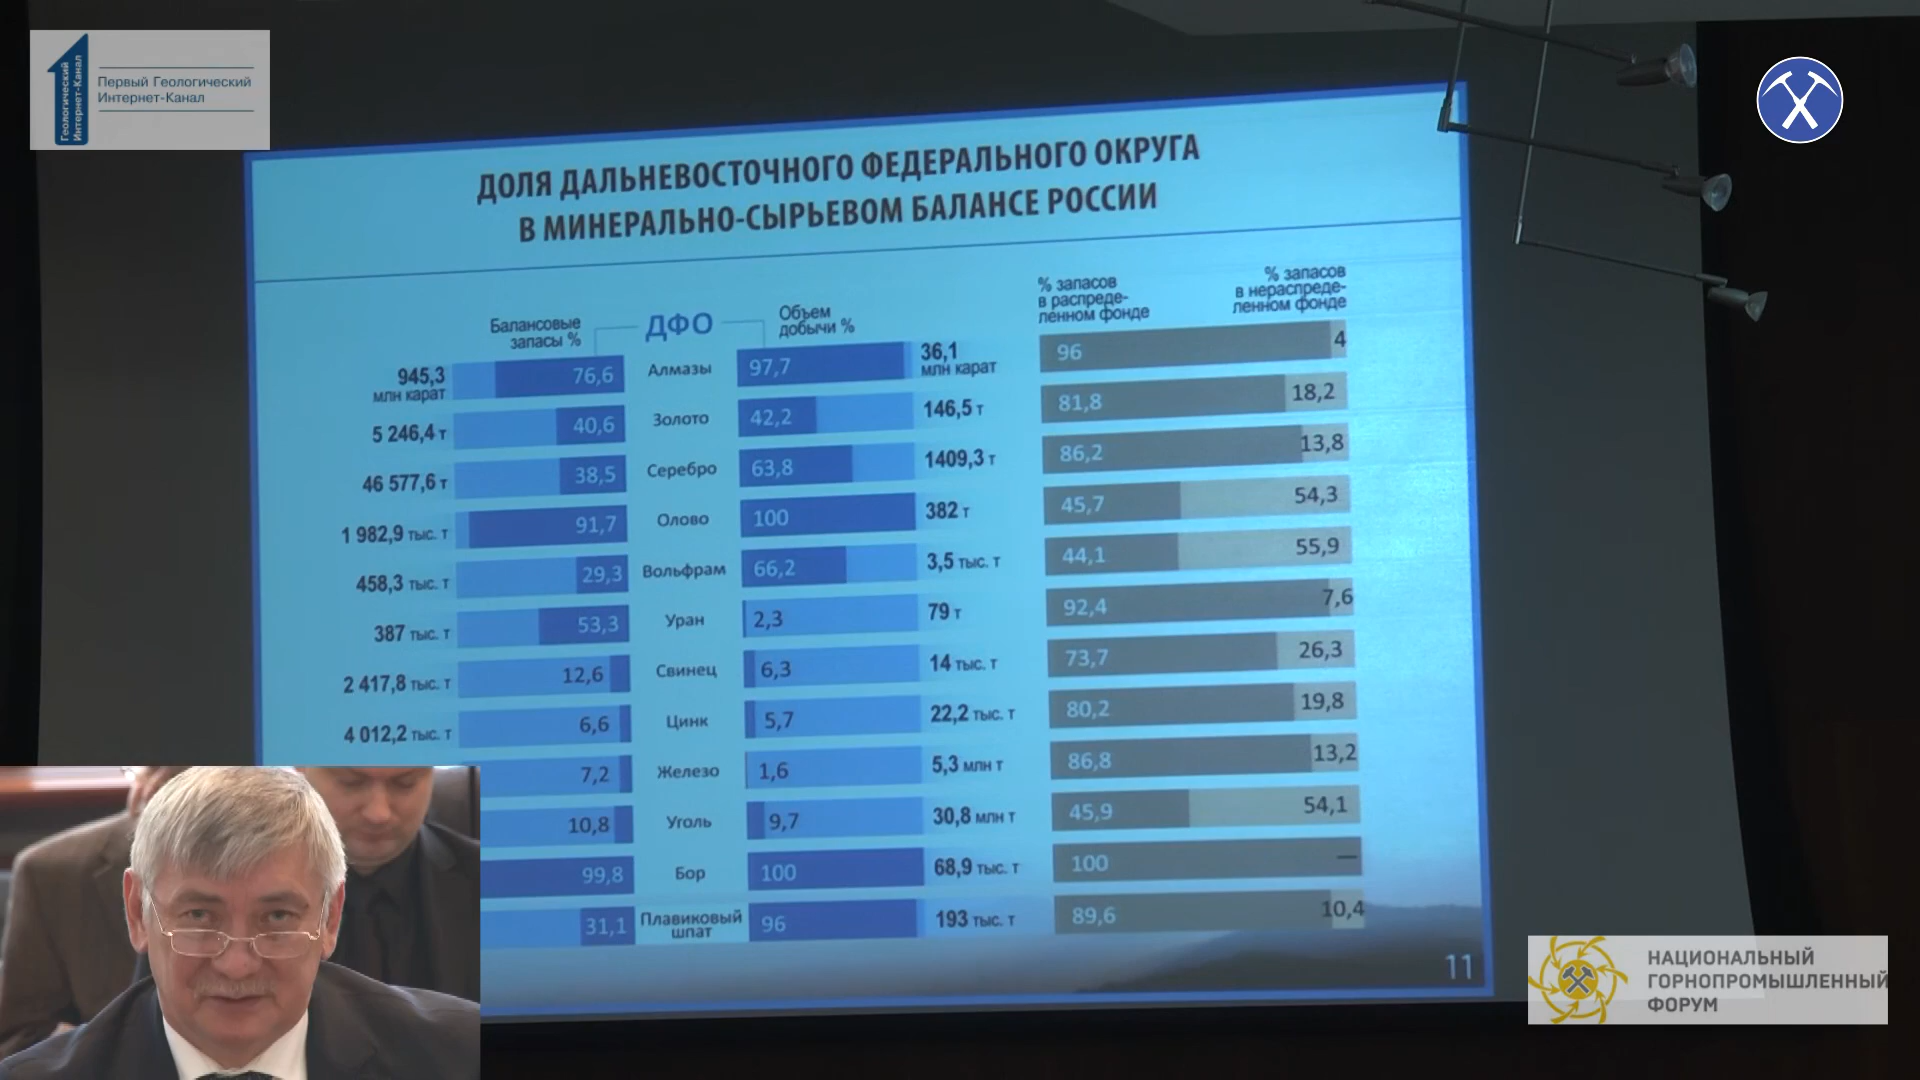 Геологический
Интернет-Канал
Первый Геологический
Интернет-Канал
ДОЛЯ ДАЛЬНЕВОСТОЧНОГО ФЕДЕРАЛЬНОГО ОКРУГА
В МИНЕРАЛЬНО-СЫРЬЕВОМ БАЛАНСЕ РОССИИ
Балансовые
запасы %
ДФО
Объем
добычи %
% запасов
в распреде-
ленном фонде
% запасов
в нераспреде-
ленном фонде
945,3
млн карат
76,6 Алмазы 97,7
36,1
млн карат
96 4
5 246,4 т 40,6 Золото 42,2 146,5 т 81,8 18,2
46 577,6 т 38,5 Серебро 63,8 1409,3 т 86,2 13,8
1 982,9 тыс. т 91,7 Олово 100 382 т 45,7 54,3
458,3 тыс. т 29,3 Вольфрам 66,2 3,5 тыс. т 44,1 55,9
387 тыс. т 53,3 Уран 2,3 79 т 92,4 7,6
2 417,8 тыс. т 12,6 Свинец 6,3 14 тыс. т 73,7 26,3
4 012,2 тыс. т 6,6 Цинк 5,7 22,2 тыс. т 80,2 19,8
7,2 Железо 1,6 5,3 млн т 86,8 13,2
10,8 Уголь 9,7 30,8 млн т 45,9 54,1
99,8 Бор 100 68,9 тыс. т 100 —
31,1 Плавиковый
шпат
96 193 тыс. т 89,6 10,4
11
НАЦИОНАЛЬНЫЙ
ГОРНОПРОМЫШЛЕННЫЙ
ФОРУМ